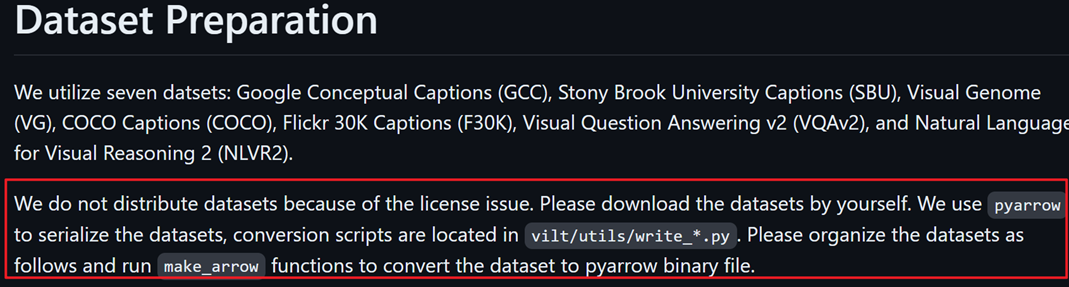 Dataset Preparation
We utilize seven datsets: Google Conceptual Captions (GCC), Stony Brook University Captions (SBU), Visual Genome
(VG), COCO Captions (COCO), Flickr 30K Captions (F30K), Visual Question Answering v2 (VQAv2), and Natural Language
for Visual Reasoning 2 (NLVR2).
We do not distribute datasets because of the license issue. Please download the datasets by yourself. We use pyarrow
to serialize the datasets, conversion scripts are located in vilt/utils/write_*.py. Please organize the datasets as
follows and run make_arrow functions to convert the dataset to pyarrow binary file.